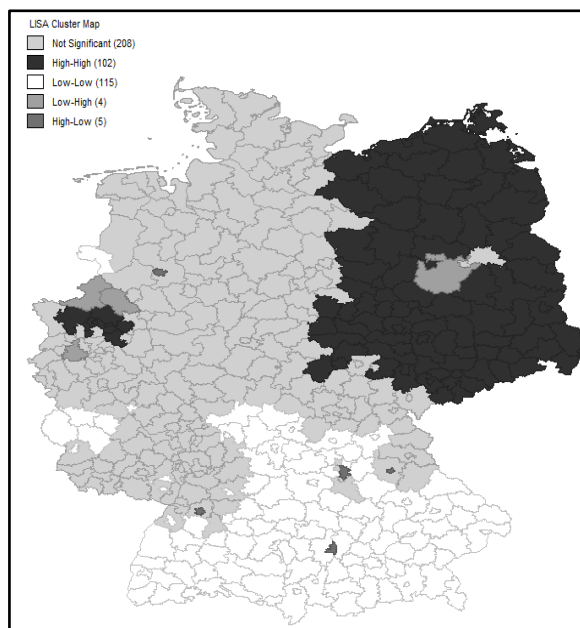 LISA Cluster Map
Not Significant (208)
High-High (102)
Low-Low (115)
Low-High (4)
High-Low (5)